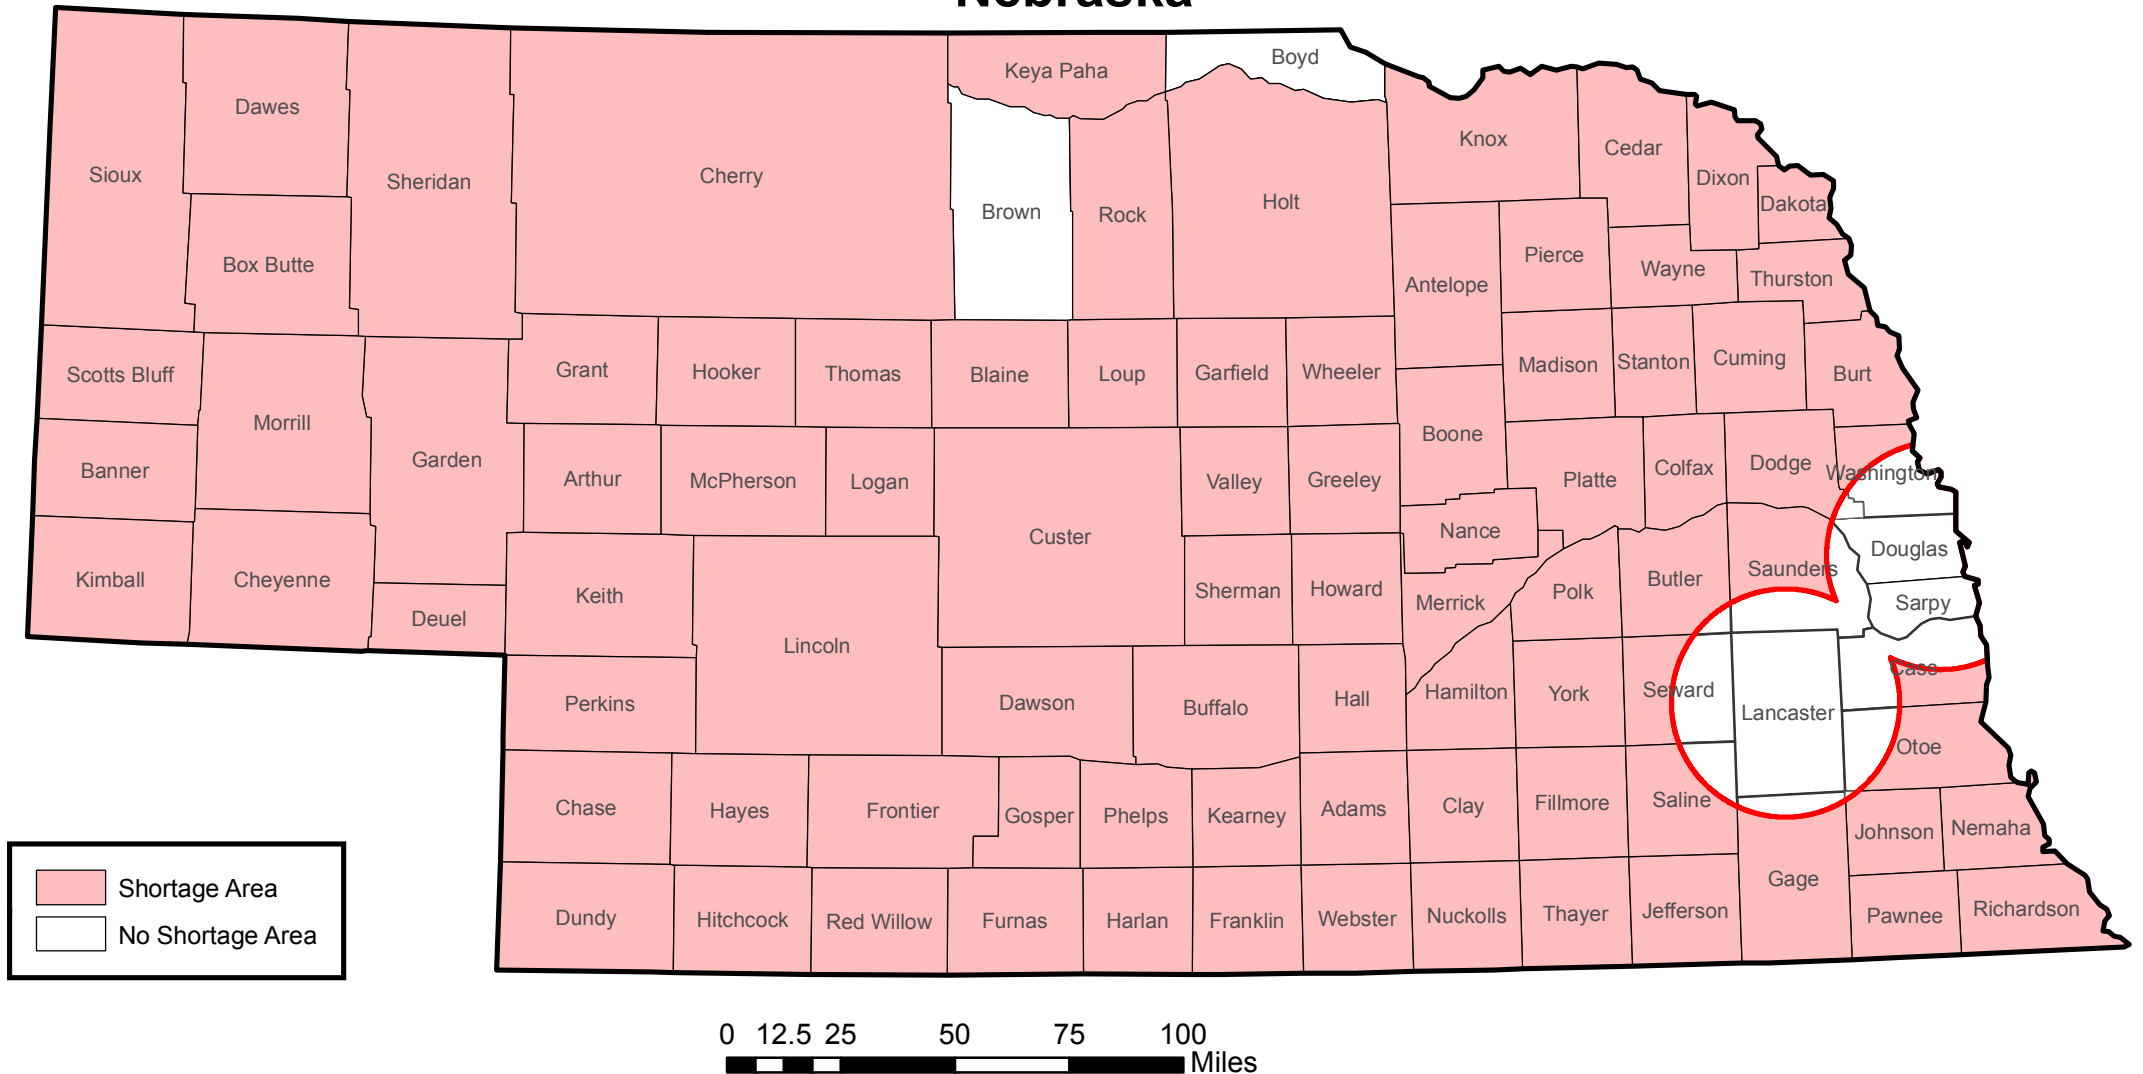 Nebraska
Boyd
Keya Paha
Dawes
Knox
Cedar
Sioux
Sheridan
Cherry
Dixon
Holt
Dakota
Brown
Rock
Box Butte
Pierce
Wayne
Thurston
Antelope
Scotts Bluff
Grant
Hooker
Thomas
Blaine
Loup
Garfield
Wheeler
Madison
Stanton
Cuming
Burt
Morrill
Boone
Garden
Banner
Arthur
McPherson
Logan
Valley
Greeley
Platte
Colfax
Dodge
Washington
Custer
Nance
Douglas
Kimball
Cheyenne
Keith
Sherman
Howard
Merrick
Polk
Butler
Saunders
Sarpy
Deuel
Lincoln
Cass
Perkins
Dawson
Buffalo
Hall
Hamilton
York
Seward
Lancaster
Otoe
Chase
Hayes
Frontier
Gosper
Phelps
Kearney
Adams
Clay
Fillmore
Saline
Johnson
Nemaha
Gage
Dundy
Hitchcock
Red Willow
Furnas
Harlan
Franklin
Webster
Nuckolls
Thayer
Jefferson
Pawnee
Richardson
Shortage Area
No Shortage Area
0 12.5 25 50 75 100
Miles